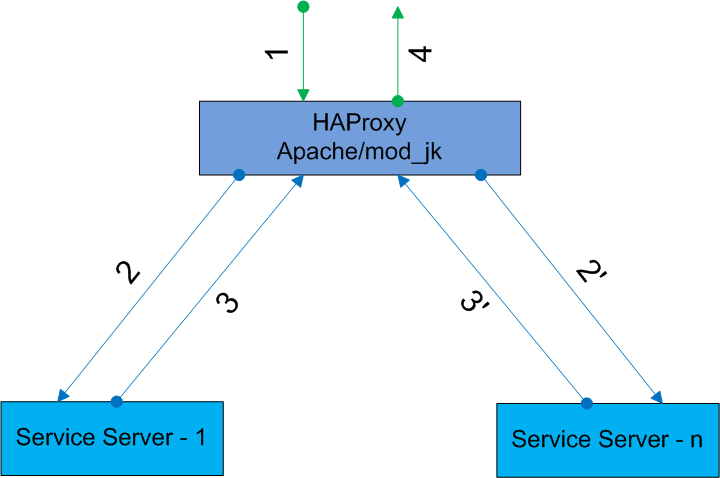 1
4
HAProxy
Apache/mod_jk
2
3
3'
2'
Service Server - 1
Service Server - n